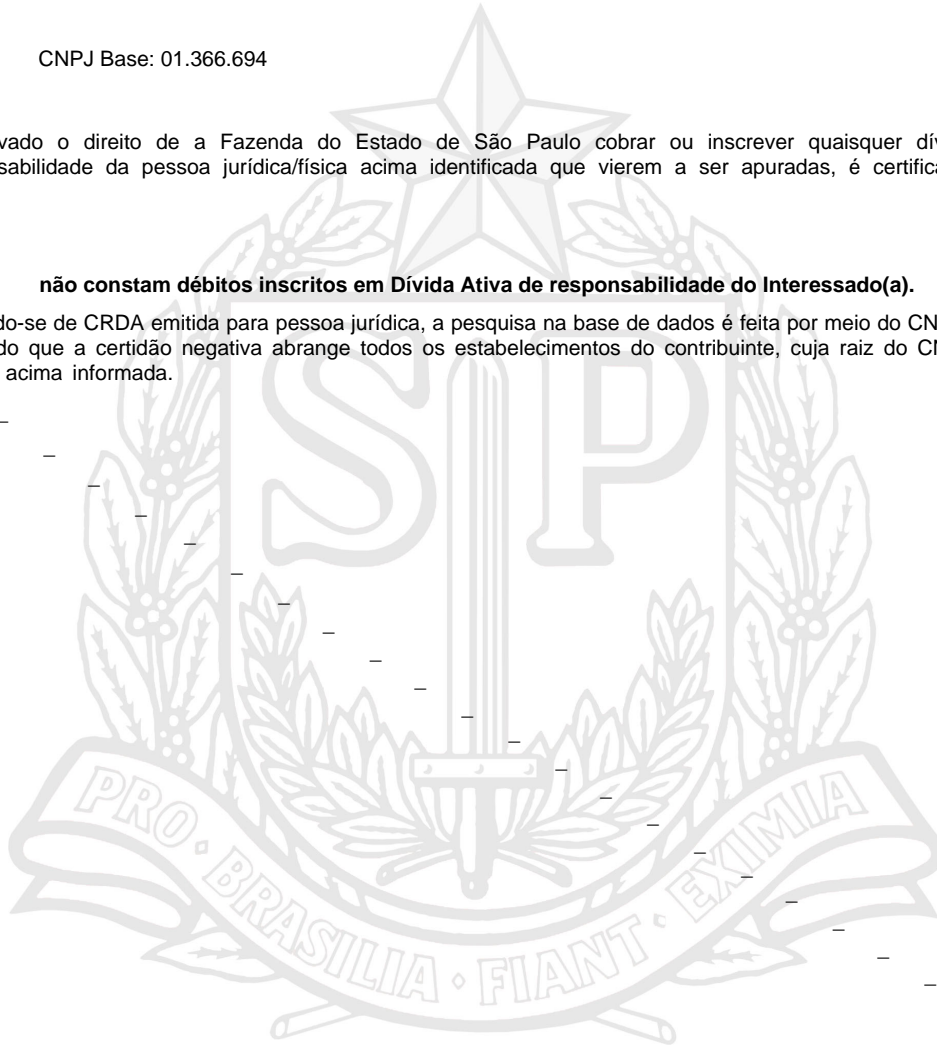 CNPJ Base: 01.366.694
vado o direito de a Fazenda do Estado de São Paulo cobrar ou inscrever quaisquer dív
sabilidade da pessoa jurídica/física acima identificada que vierem a ser apuradas, é certifica
não constam débitos inscritos em Dívida Ativa de responsabilidade do Interessado(a).
do-se de CRDA emitida para pessoa jurídica, a pesquisa na base de dados é feita por meio do CN
do que a certidão negativa abrange todos os estabelecimentos do contribuinte, cuja raiz do CN
acima informada.
SP
PRO • BRASILIA • FIANT • EXIMIA